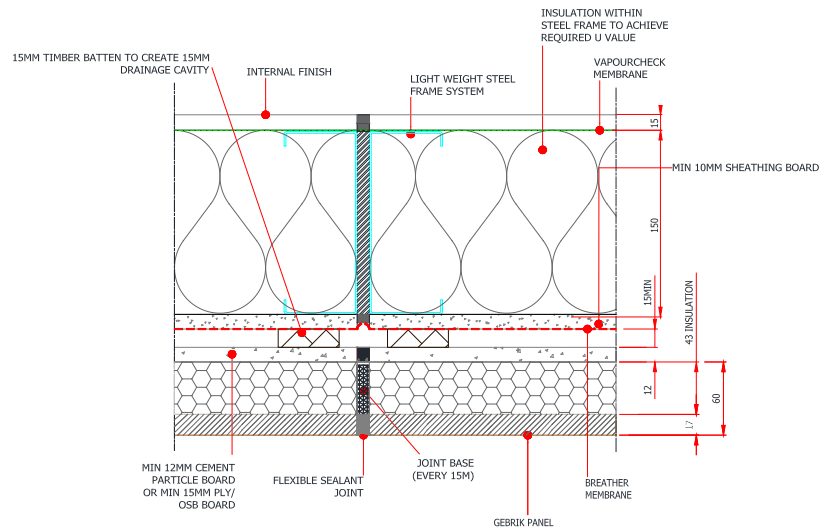 INSULATION WITHIN
STEEL FRAME TO ACHIEVE
REQUIRED U VALUE
15MM TIMBER BATTEN TO CREATE 15MM
DRAINAGE CAVITY
INTERNAL FINISH
LIGHT WEIGHT STEEL
FRAME SYSTEM
VAPOURCHECK
MEMBRANE
15
MIN 10MM SHEATHING BOARD
150
15MIN
43 INSULATION
12
60
17
MIN 12MM CEMENT
PARTICLE BOARD
OR MIN 15MM PLY/
OSB BOARD
FLEXIBLE SEALANT
JOINT
JOINT BASE
(EVERY 15M)
BREATHER
MEMBRANE
GEBRIK PANEL